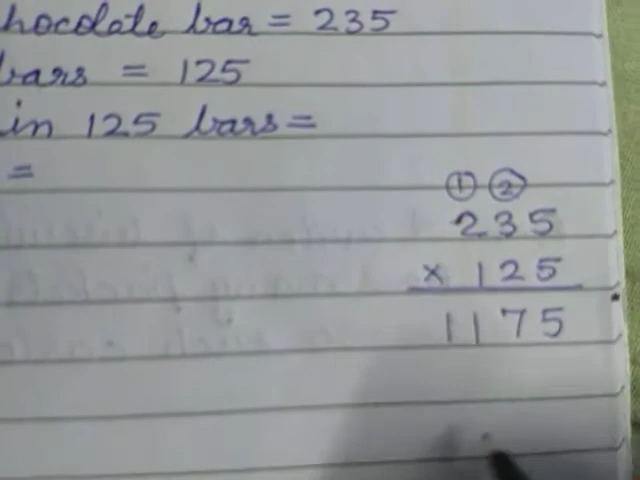 hocolate bar = 235
bars = 125
in 125 bars =
=
① ②
235
× 125
1175